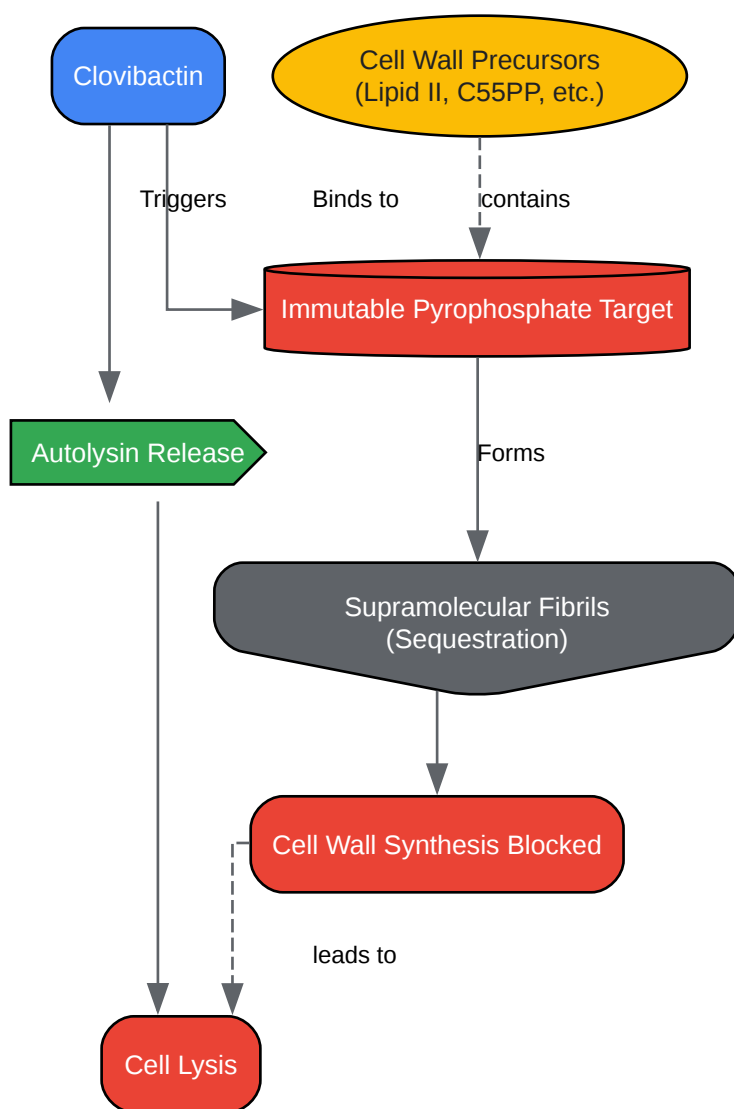 Clovibactin
Cell Wall Precursors
(Lipid II, C55PP, etc.)
Triggers
Binds to
contains
Immutable Pyrophosphate Target
Autolysin Release
Forms
Supramolecular Fibrils
(Sequestration)
Cell Wall Synthesis Blocked
leads to
Cell Lysis